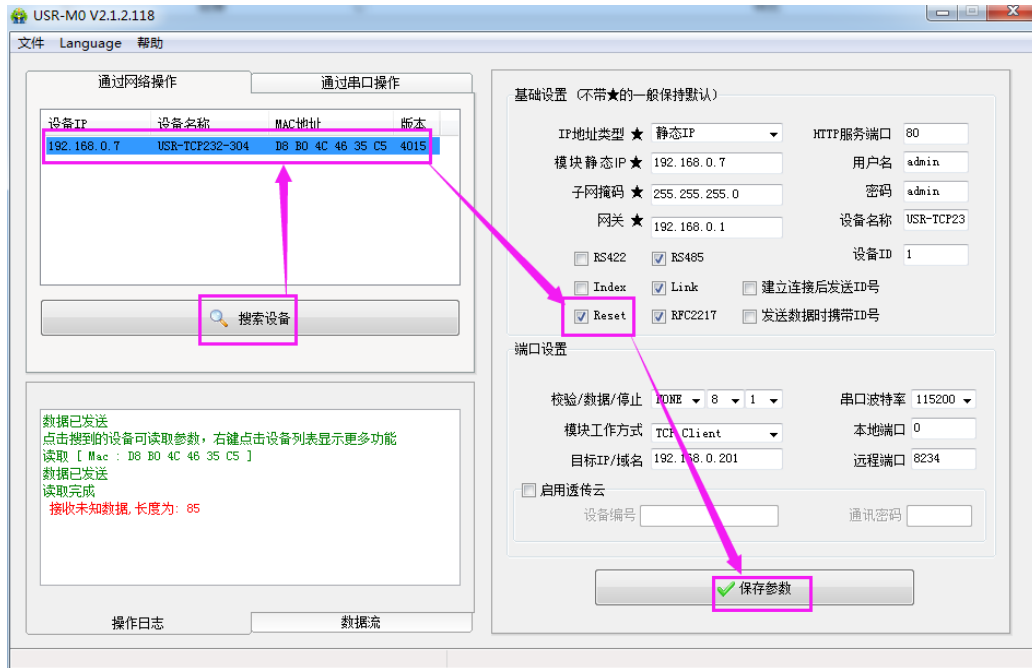 USR-M0 V2.1.2.118
文件 Language 帮助
通过网络操作 通过串口操作
设备IP 设备名称 MAC地址 版本
192.168.0.7 USR-TCP232-304 D8 B0 4C 46 35 C5 4015
搜索设备
数据已发送
点击搜到的设备可读取参数，右键点击设备列表显示更多功能
读取 [ Mac : D8 B0 4C 46 35 C5 ]
数据已发送
读取完成
接收未知数据,长度为: 85
操作日志 数据流
基础设置 (不带★的一般保持默认)
IP地址类型 ★ 静态IP HTTP服务端口 80
模块静态IP★ 192.168.0.7 用户名 admin
子网掩码 ★ 255.255.255.0 密码 admin
网关 ★ 192.168.0.1 设备名称 USR-TCP23
RS422 RS485 设备ID 1
Index Link 建立连接后发送ID号
Reset RFC2217 发送数据时携带ID号
端口设置
校验/数据/停止 NONE 8 1 串口波特率 115200
模块工作方式 TCP Client 本地端口 0
目标IP/域名 192.168.0.201 远程端口 8234
启用透传云
设备编号 通讯密码
保存参数